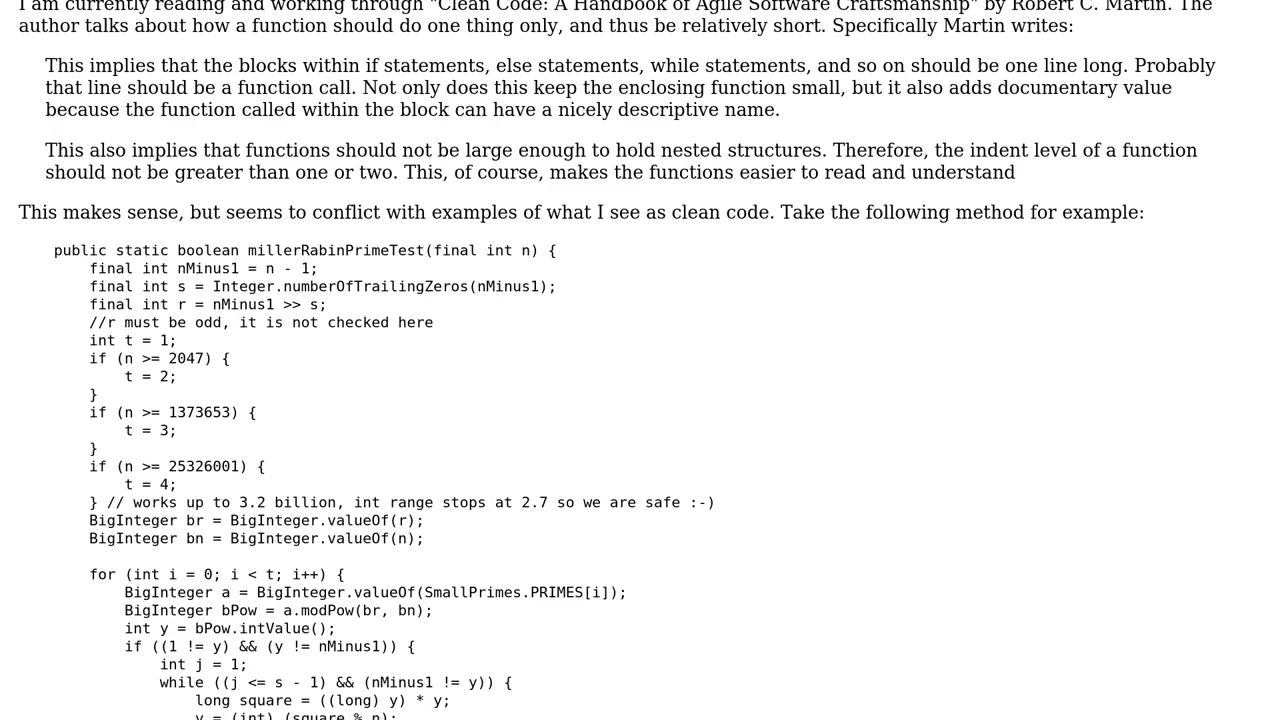 I am currently reading and working through "Clean Code: A Handbook of Agile Software Craftsmanship" by Robert C. Martin. The
author talks about how a function should do one thing only, and thus be relatively short. Specifically Martin writes:
This implies that the blocks within if statements, else statements, while statements, and so on should be one line long. Probably
that line should be a function call. Not only does this keep the enclosing function small, but it also adds documentary value
because the function called within the block can have a nicely descriptive name.
This also implies that functions should not be large enough to hold nested structures. Therefore, the indent level of a function
should not be greater than one or two. This, of course, makes the functions easier to read and understand
This makes sense, but seems to conflict with examples of what I see as clean code. Take the following method for example:
public static boolean millerRabinPrimeTest(final int n) {
    final int nMinus1 = n - 1;
    final int s = Integer.numberOfTrailingZeros(nMinus1);
    final int r = nMinus1 >> s;
    //r must be odd, it is not checked here
    int t = 1;
    if (n >= 2047) {
        t = 2;
    }
    if (n >= 1373653) {
        t = 3;
    }
    if (n >= 25326001) {
        t = 4;
    } // works up to 3.2 billion, int range stops at 2.7 so we are safe :-)
    BigInteger br = BigInteger.valueOf(r);
    BigInteger bn = BigInteger.valueOf(n);
    for (int i = 0; i < t; i++) {
        BigInteger a = BigInteger.valueOf(SmallPrimes.PRIMES[i]);
        BigInteger bPow = a.modPow(br, bn);
        int y = bPow.intValue();
        if ((1 != y) && (y != nMinus1)) {
            int j = 1;
            while ((j <= s - 1) && (nMinus1 != y)) {
                long square = ((long) y) * y;
                y = (int) (square % n);